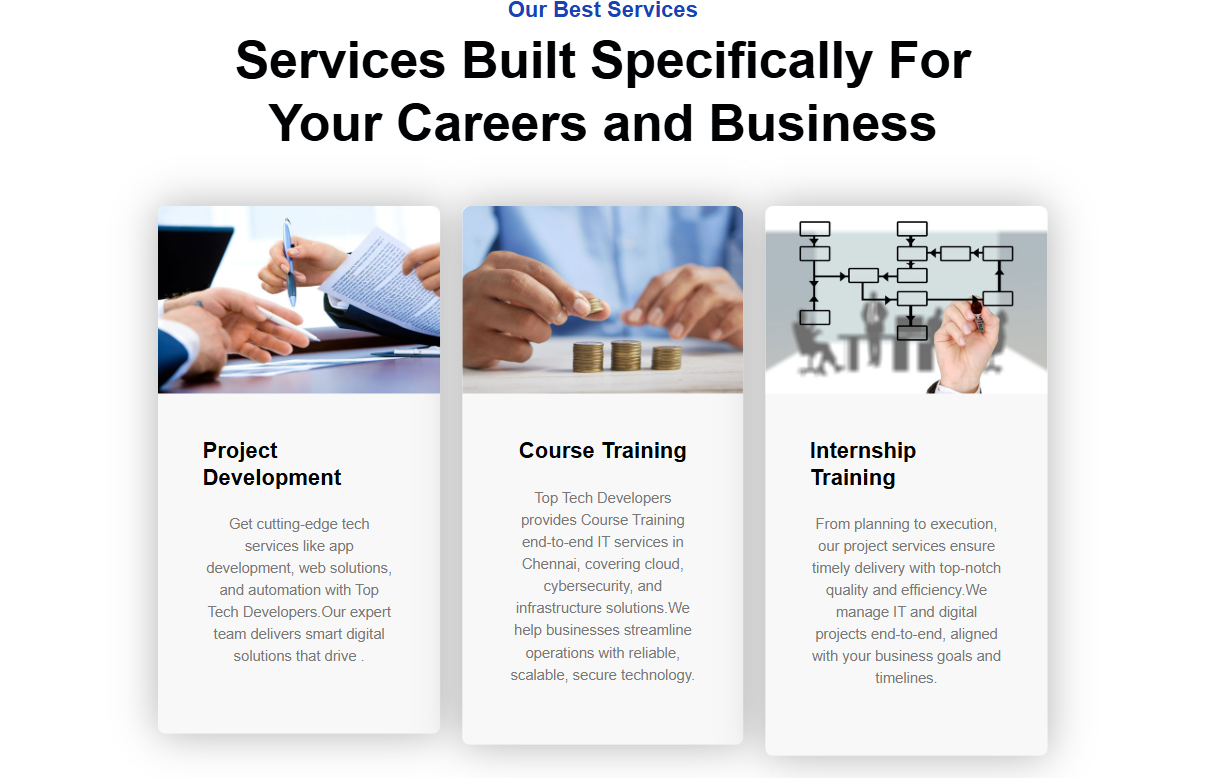 Our Best Services
Services Built Specifically For
Your Careers and Business
Project
Development
Get cutting-edge tech
services like app
development, web solutions,
and automation with Top
Tech Developers.Our expert
team delivers smart digital
solutions that drive .
Course Training
Top Tech Developers
provides Course Training
end-to-end IT services in
Chennai, covering cloud,
cybersecurity, and
infrastructure solutions.We
help businesses streamline
operations with reliable,
scalable, secure technology.
Internship
Training
From planning to execution,
our project services ensure
timely delivery with top-notch
quality and efficiency.We
manage IT and digital
projects end-to-end, aligned
with your business goals and
timelines.